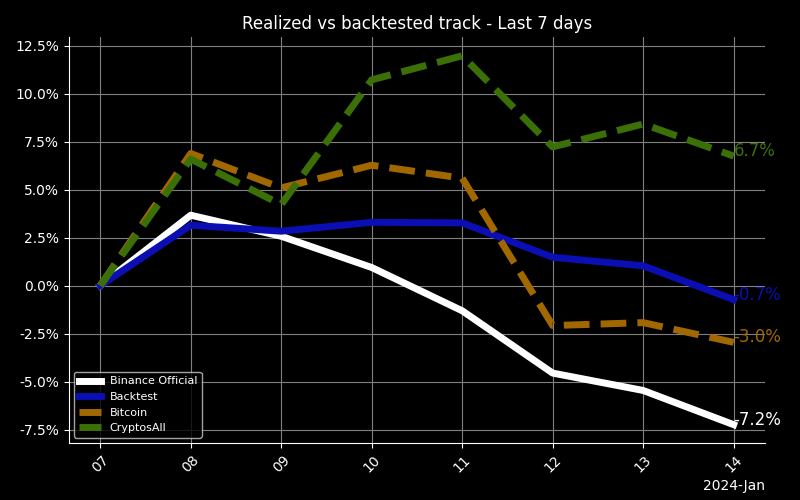 Realized vs backtested track - Last 7 days
12.5%
10.0%
7.5%
5.0%
2.5%
0.0%
-2.5%
-5.0%
-7.5%
6.7%
-0.7%
-3.0%
-7.2%
Binance Official
Backtest
Bitcoin
CryptosAll
07 08 09 10 11 12 13 14
2024-Jan